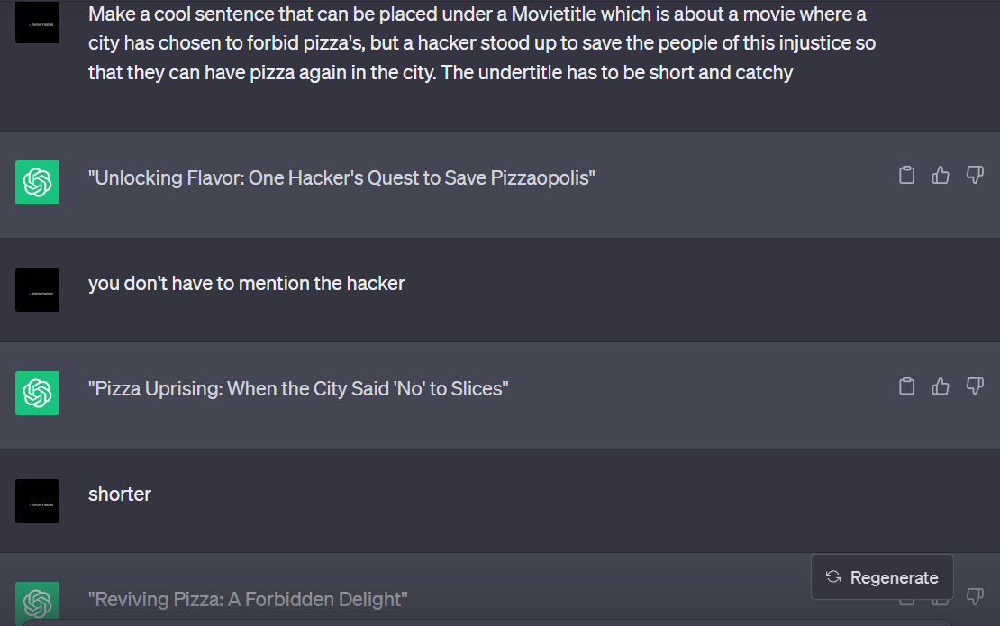 Make a cool sentence that can be placed under a Movietitle which is about a movie where a
city has chosen to forbid pizza's, but a hacker stood up to save the people of this injustice so
that they can have pizza again in the city. The undertitle has to be short and catchy
"Unlocking Flavor: One Hacker's Quest to Save Pizzaopolis"
you don't have to mention the hacker
"Pizza Uprising: When the City Said 'No' to Slices"
shorter
Regenerate
"Reviving Pizza: A Forbidden Delight"